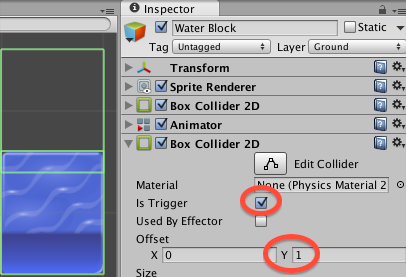 Inspector
Water Block Static
Tag Untagged Layer Ground
Transform
Sprite Renderer
Box Collider 2D
Animator
Box Collider 2D
Edit Collider
Material None (Physics Material 2
Is Trigger
Used By Effector
Offset
X 0 Y 1
Size